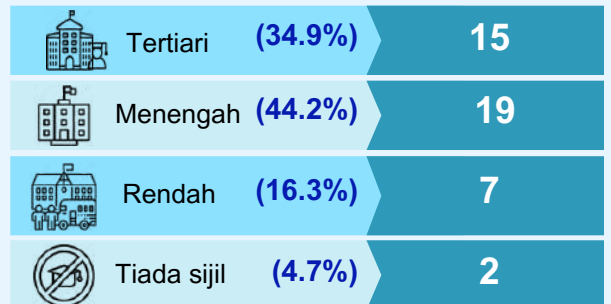 Tertiari (34.9%) 15
Menengah (44.2%) 19
Rendah (16.3%) 7
Tiada sijil (4.7%) 2